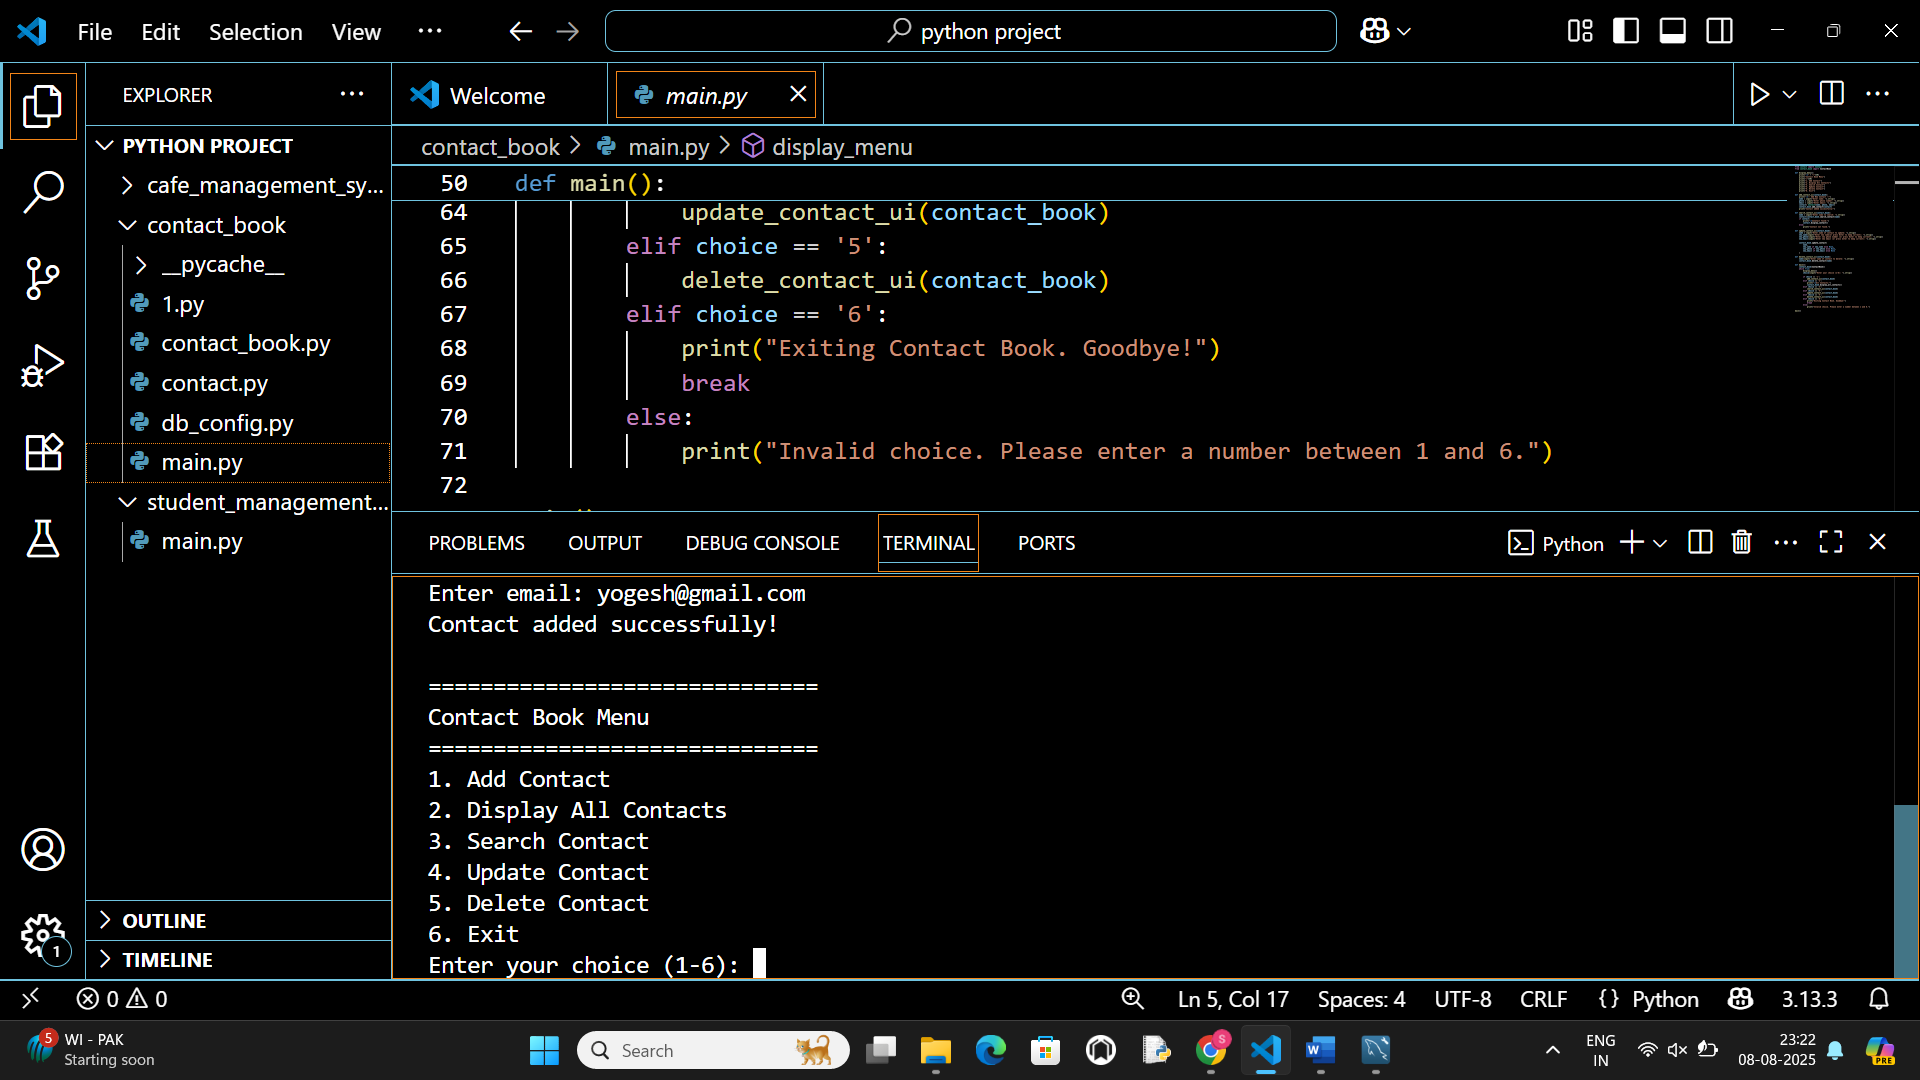 File Edit Selection View ··· python project
EXPLORER ···
Welcome
main.py
PYTHON PROJECT
cafe_management_sy...
contact_book
__pycache__
1.py
contact_book.py
contact.py
db_config.py
main.py
student_management...
main.py
OUTLINE
TIMELINE
contact_book > main.py > display_menu
50 def main():
64 update_contact_ui(contact_book)
65 elif choice == '5':
66 delete_contact_ui(contact_book)
67 elif choice == '6':
68 print("Exiting Contact Book. Goodbye!")
69 break
70 else:
71 print("Invalid choice. Please enter a number between 1 and 6.")
72
PROBLEMS OUTPUT DEBUG CONSOLE TERMINAL PORTS Python
Enter email: yogesh@gmail.com
Contact added successfully!
==============================
Contact Book Menu
==============================
1. Add Contact
2. Display All Contacts
3. Search Contact
4. Update Contact
5. Delete Contact
6. Exit
Enter your choice (1-6):
1
0 0 Ln 5, Col 17 Spaces: 4 UTF-8 CRLF {} Python 3.13.3
5
WI - PAK
Starting soon
Search
S
W
ENG
IN
23:22
08-08-2025
PRE